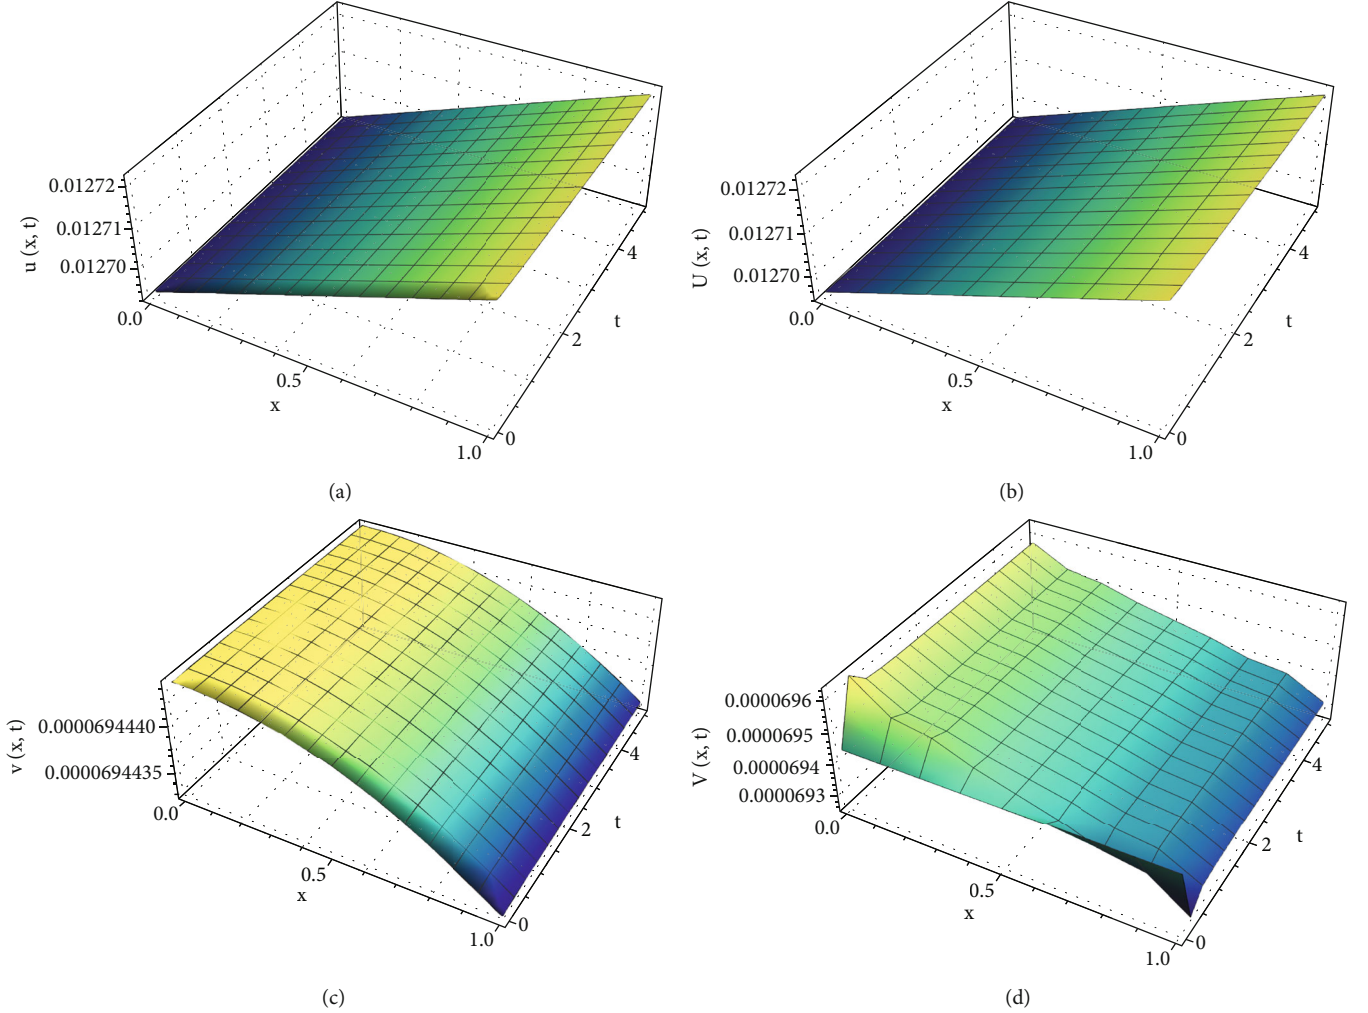 0.01272
0.01271
0.01270
u (x, t)
0.0
0.5
1.0
x
0
2
4
t
(a)
0.01272
0.01271
0.01270
U (x, t)
0.0
0.5
1.0
x
0
2
4
t
(b)
0.0000694440
0.0000694435
v (x, t)
0.0
0.5
1.0
x
0
2
4
t
(c)
0.0000696
0.0000695
0.0000694
0.0000693
V (x, t)
0.0
0.5
1.0
x
0
2
4
t
(d)